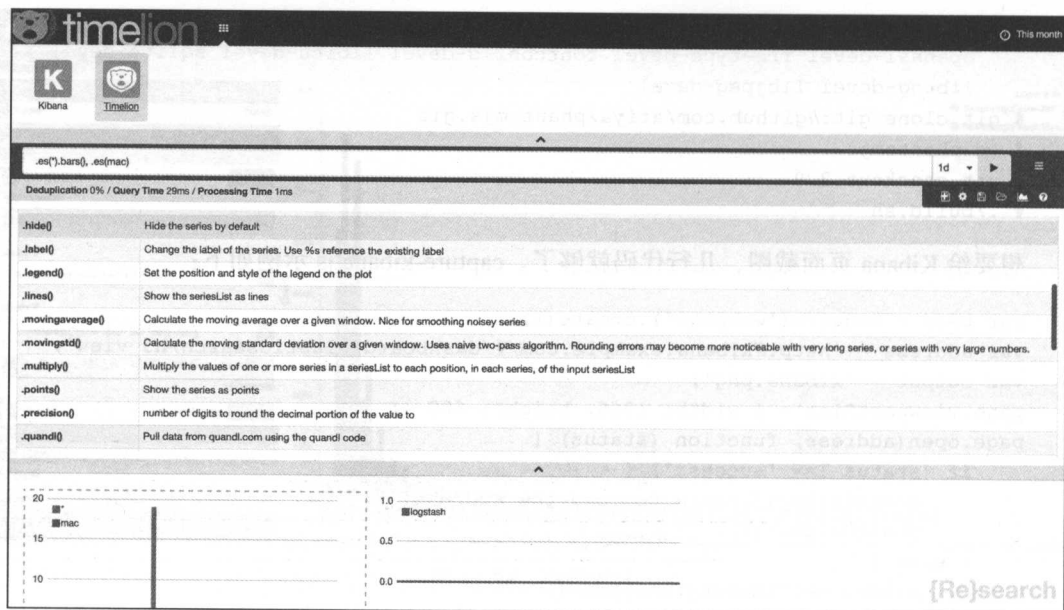 timelion
This month
K
Kibana
Timelion
.es(*).bars(), .es(mac)
1d
Deduplication 0% / Query Time 29ms / Processing Time 1ms
.hide() Hide the series by default
.label() Change the label of the series. Use %s reference the existing label
.legend() Set the position and style of the legend on the plot
.lines() Show the seriesList as lines
.movingaverage() Calculate the moving average over a given window. Nice for smoothing noisey series
.movingstd() Calculate the moving standard deviation over a given window. Uses naive two-pass algorithm. Rounding errors may become more noticeable with very long series, or series with very large numbers.
.multiply() Multiply the values of one or more series in a seriesList to each position, in each series, of the input seriesList
.points() Show the series as points
.precision() number of digits to round the decimal portion of the value to
.quandl() Pull data from quandl.com using the quandl code
20
*
mac
15
10
1.0
logstash
0.5
0.0
{Re}search